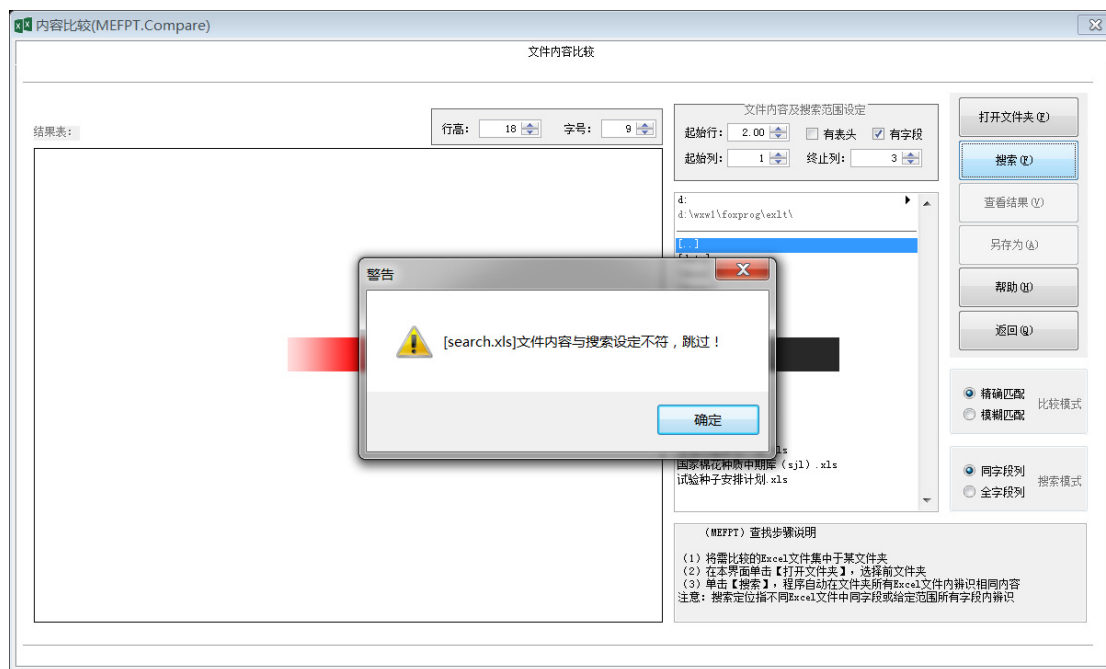 内容比较(MEFPT.Compare)
文件内容比较
结果表:
行高: 18 字号: 9
文件内容及搜索范围设定
起始行: 2.00 有表头 有字段
起始列: 1 终止列: 3
打开文件夹(F)
搜索(E)
查看结果(V)
另存为(A)
帮助(H)
返回(Q)
d:
d:\wxwl\foxprog\exlt\
[..]
警告
[search.xls]文件内容与搜索设定不符，跳过！
确定
国家棉花种质中期库（sjl）.xls
试验种子安排计划.xls
精确匹配
模糊匹配
比较模式
同字段列
全字段列
搜索模式
（MEFPT）查找步骤说明
(1) 将需比较的Excel文件集中于某文件夹
(2) 在本界面单击【打开文件夹】，选择前文件夹
(3) 单击【搜索】，程序自动在文件夹所有Excel文件内辨识相同内容
注意：搜索定位指不同Excel文件中同字段或给定范围所有字段内辨识